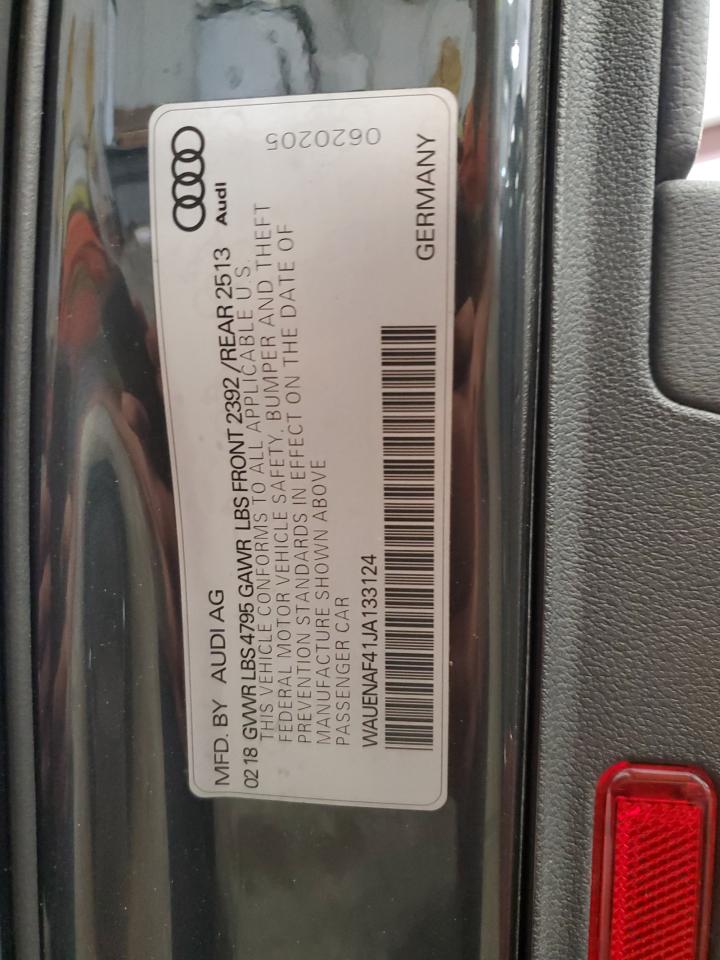 MFD. BY AUDI AG
Audi
0218 GVWR LBS 4795 GAWR LBS FRONT 2392 /REAR 2513
THIS VEHICLE CONFORMS TO ALL APPLICABLE U.S.
FEDERAL MOTOR VEHICLE SAFETY, BUMPER AND THEFT
PREVENTION STANDARDS IN EFFECT ON THE DATE OF
MANUFACTURE SHOWN ABOVE
PASSENGER CAR
WAUENAF41JA133124
GERMANY
0620205